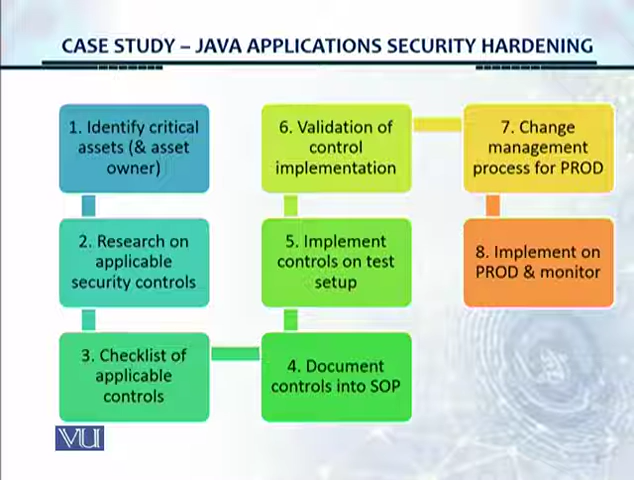 CASE STUDY – JAVA APPLICATIONS SECURITY HARDENING
1. Identify critical
assets (& asset
owner)
2. Research on
applicable
security controls
3. Checklist of
applicable
controls
4. Document
controls into SOP
5. Implement
controls on test
setup
6. Validation of
control
implementation
7. Change
management
process for PROD
8. Implement on
PROD & monitor
VU